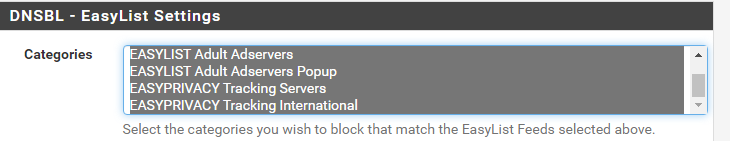 DNSBL - EasyList Settings
Categories
EASYLIST Adult Adservers
EASYLIST Adult Adservers Popup
EASYPRIVACY Tracking Servers
EASYPRIVACY Tracking International
Select the categories you wish to block that match the EasyList Feeds selected above.